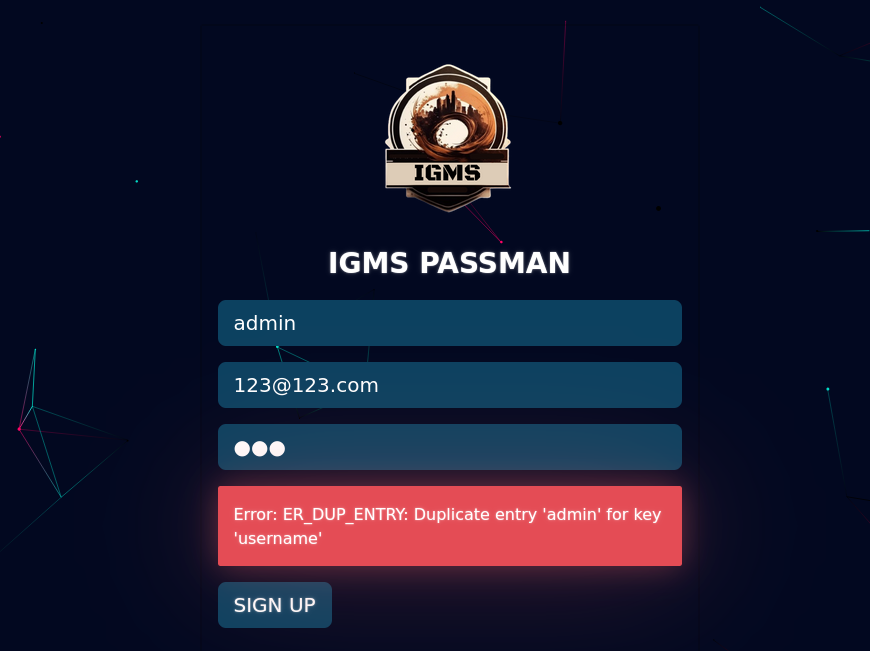 IGMS
IGMS PASSMAN
admin
123@123.com
●●●
Error: ER_DUP_ENTRY: Duplicate entry 'admin' for key
'username'
SIGN UP